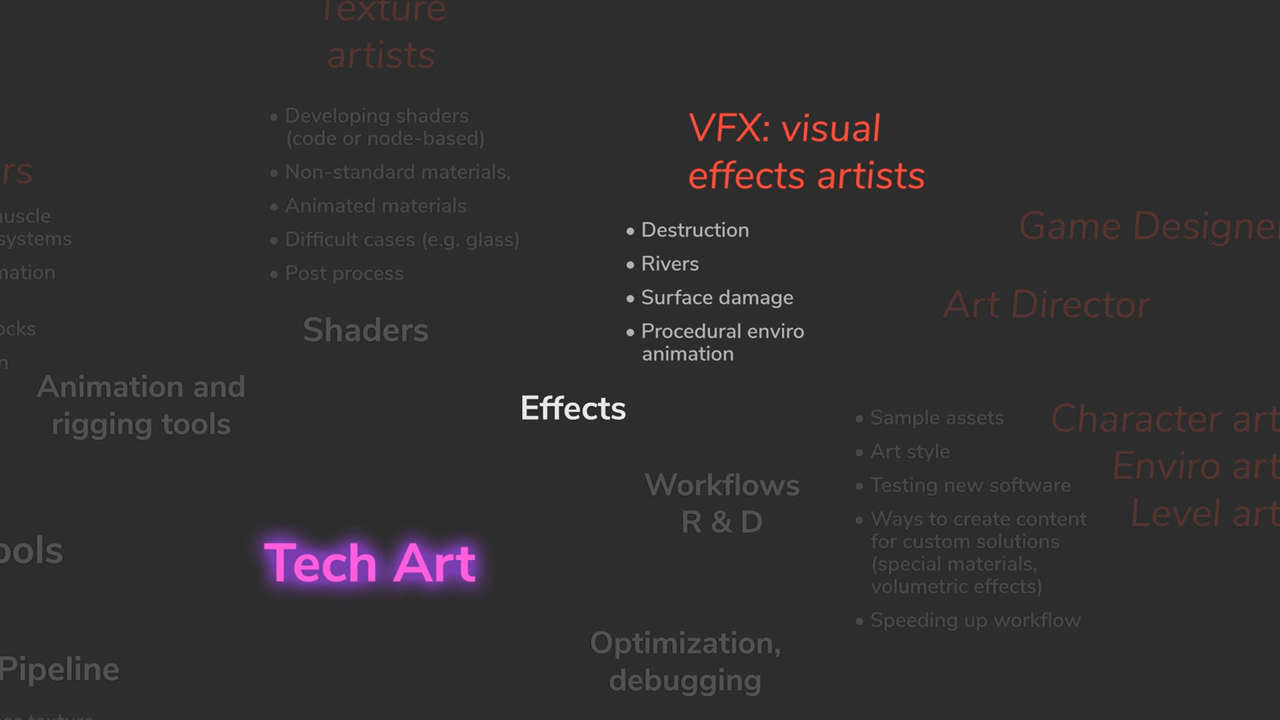 Texture
artists
• Developing shaders
(code or node-based)
• Non-standard materials,
• Animated materials
• Difficult cases (e.g. glass)
• Post process
Shaders
VFX: visual
effects artists
• Destruction
• Rivers
• Surface damage
• Procedural enviro
animation
Effects
Game Designe
Art Director
Character art
Enviro art
Level art
• Sample assets
• Art style
• Testing new software
• Ways to create content
for custom solutions
(special materials,
volumetric effects)
• Speeding up workflow
Workflows
R & D
rs
systems
Animation and
rigging tools
ools
Tech Art
Pipeline
Optimization,
debugging